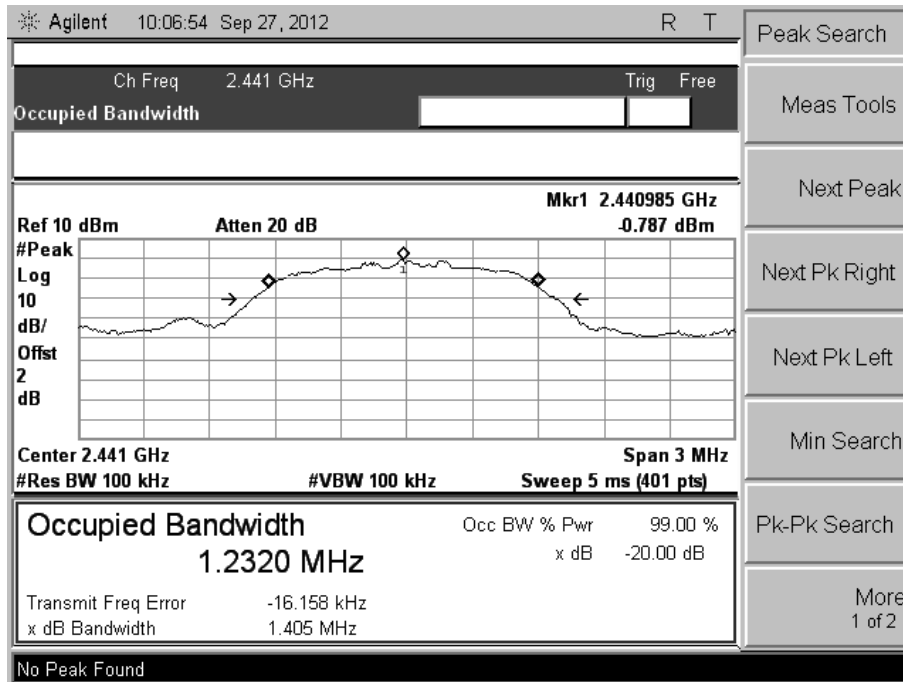 Agilent 10:06:54 Sep 27, 2012 R T
Ch Freq 2.441 GHz Trig Free
Occupied Bandwidth
Mkr1 2.440985 GHz
Ref 10 dBm Atten 20 dB -0.787 dBm
#Peak
Log
10
dB/
Offset
2
dB
1
Center 2.441 GHz Span 3 MHz
#Res BW 100 kHz #VBW 100 kHz Sweep 5 ms (401 pts)
Occupied Bandwidth Occ BW % Pwr 99.00 %
1.2320 MHz x dB -20.00 dB
Transmit Freq Error -16.158 kHz
x dB Bandwidth 1.405 MHz
No Peak Found
Peak Search
Meas Tools
Next Peak
Next Pk Right
Next Pk Left
Min Search
Pk-Pk Search
More
1 of 2